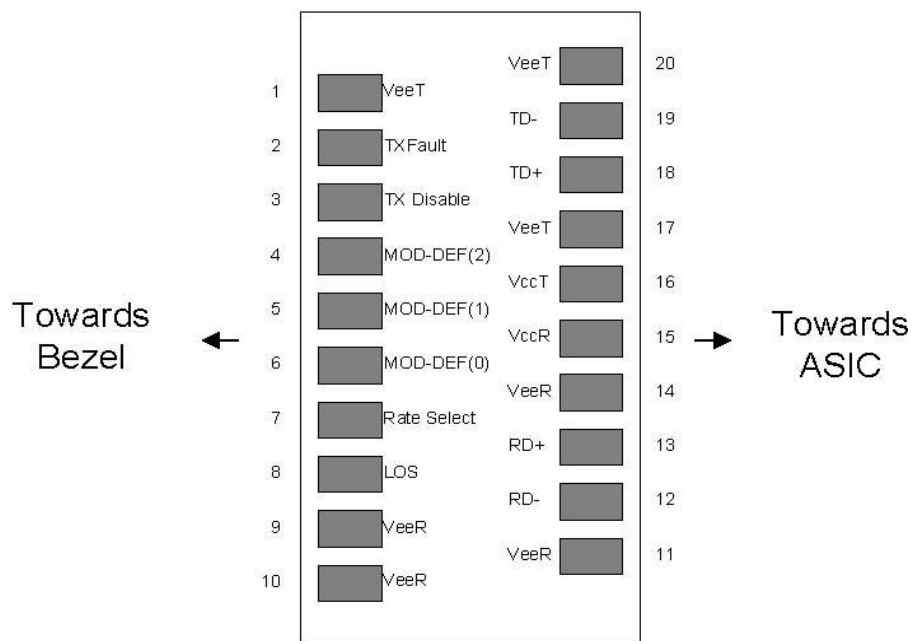 Towards
Bezel
1 VeeT
2 TXFault
3 TX Disable
4 MOD-DEF(2)
5 MOD-DEF(1)
6 MOD-DEF(0)
7 Rate Select
8 LOS
9 VeeR
10 VeeR
VeeT 20
TD- 19
TD+ 18
VeeT 17
VccT 16
VccR 15
VeeR 14
RD+ 13
RD- 12
VeeR 11
Towards
ASIC